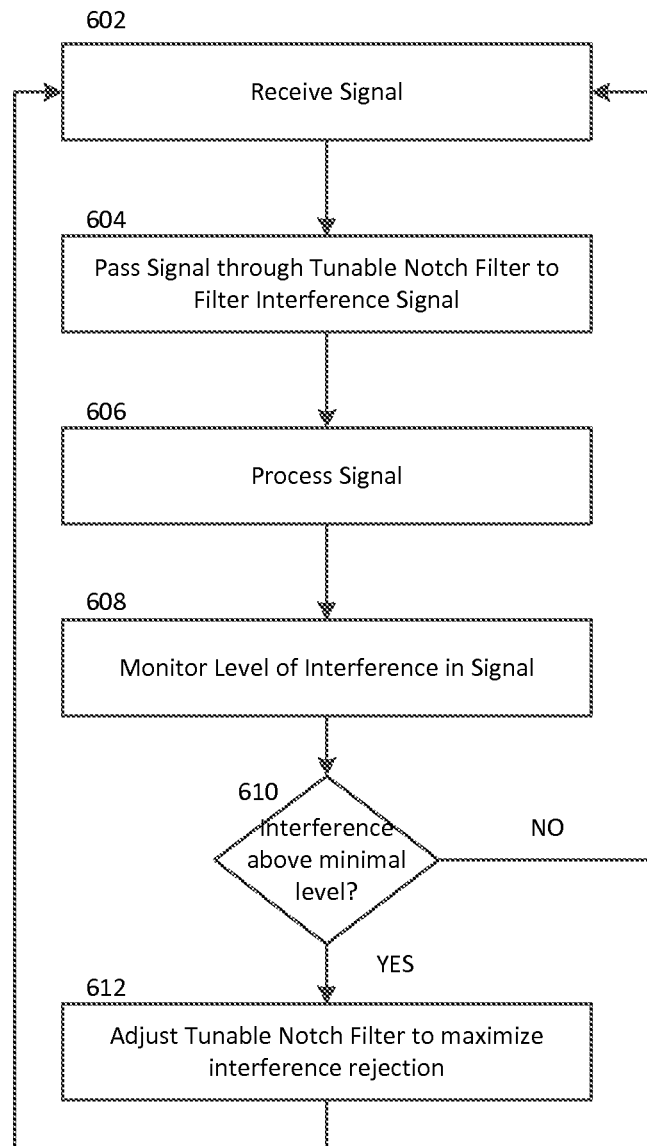 602
Receive Signal
604
Pass Signal through Tunable Notch Filter to
Filter Interference Signal
606
Process Signal
608
Monitor Level of Interference in Signal
610
Interference
above minimal
level?
NO
YES
612
Adjust Tunable Notch Filter to maximize
interference rejection